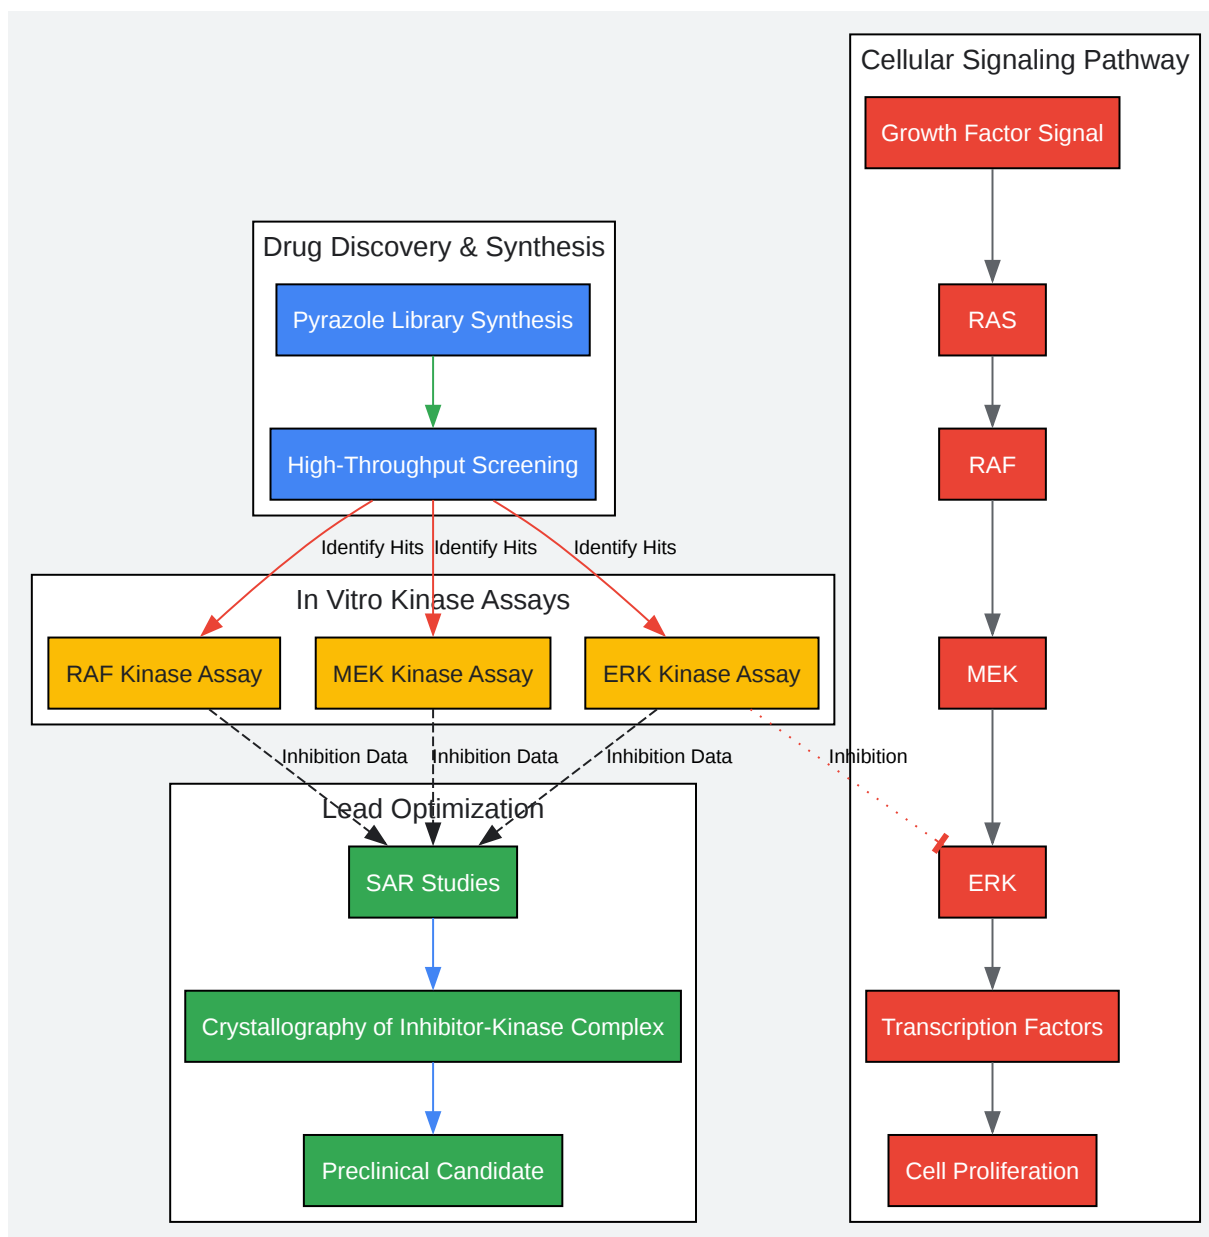 Cellular Signaling Pathway
Growth Factor Signal
Drug Discovery & Synthesis
Pyrazole Library Synthesis
RAS
High-Throughput Screening
RAF
Identify Hits
Identify Hits
Identify Hits
In Vitro Kinase Assays
RAF Kinase Assay
MEK Kinase Assay
ERK Kinase Assay
MEK
Inhibition Data
Inhibition Data
Inhibition Data
Inhibition
Lead Optimization
SAR Studies
ERK
Crystallography of Inhibitor-Kinase Complex
Transcription Factors
Preclinical Candidate
Cell Proliferation